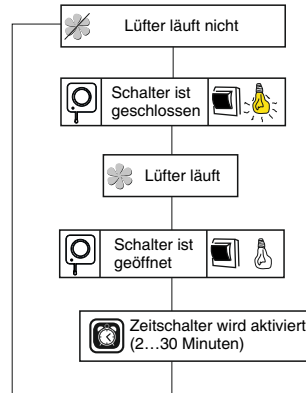 Lüfter läuft nicht
Schalter ist
geschlossen
Lüfter läuft
Schalter ist
geöffnet
Zeitschalter wird aktiviert
(2…30 Minuten)